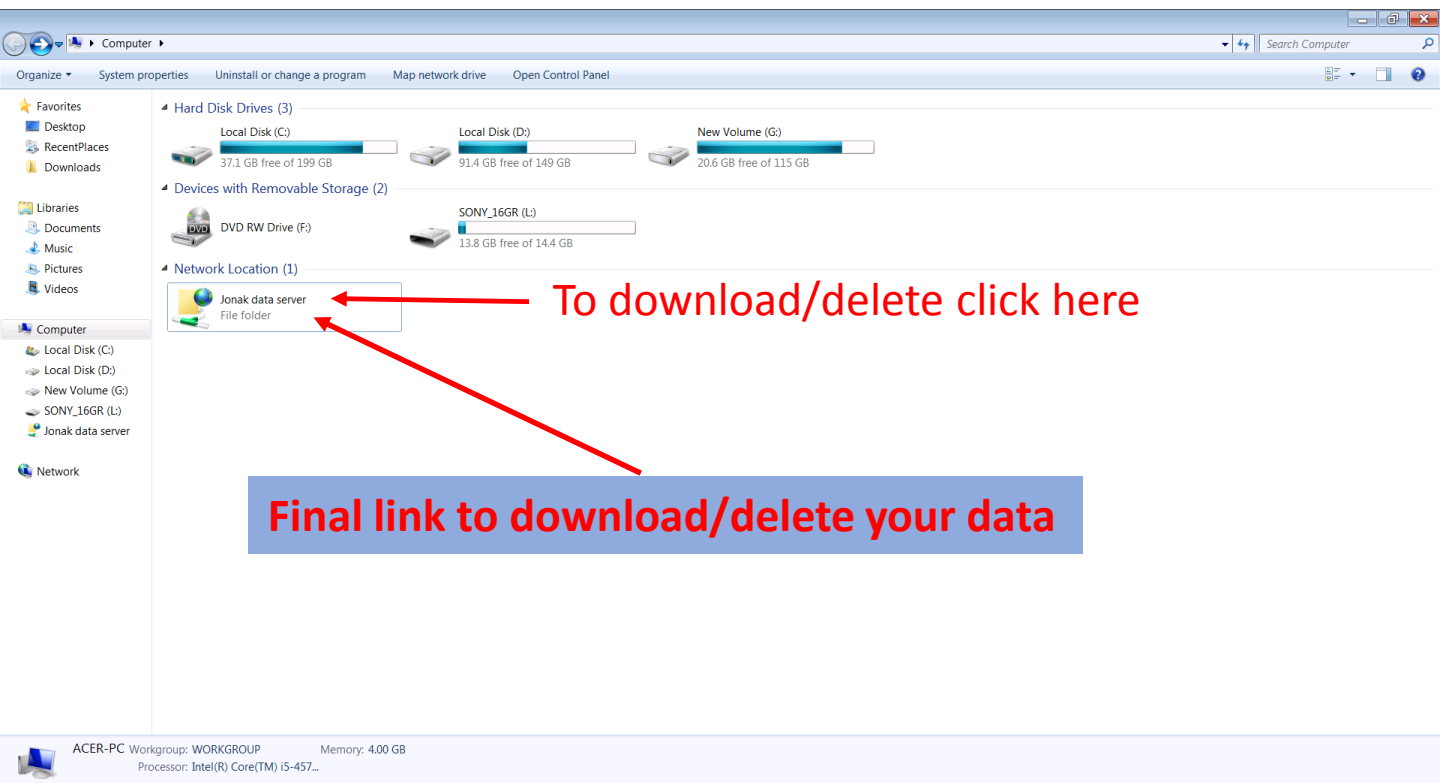 Computer
Search Computer
Organize System properties Uninstall or change a program Map network drive Open Control Panel
Favorites
Desktop
RecentPlaces
Downloads
Libraries
Documents
Music
Pictures
Videos
Computer
Local Disk (C:)
Local Disk (D:)
New Volume (G:)
SONY_16GR (L:)
Jonak data server
Network
Hard Disk Drives (3)
Local Disk (C:)
37.1 GB free of 199 GB
Local Disk (D:)
91.4 GB free of 149 GB
New Volume (G:)
20.6 GB free of 115 GB
Devices with Removable Storage (2)
DVD
DVD RW Drive (F:)
SONY_16GR (L:)
13.8 GB free of 14.4 GB
Network Location (1)
Jonak data server
File folder
To download/delete click here
Final link to download/delete your data
ACER-PC Workgroup: WORKGROUP Memory: 4.00 GB
Processor: Intel(R) Core(TM) i5-457...